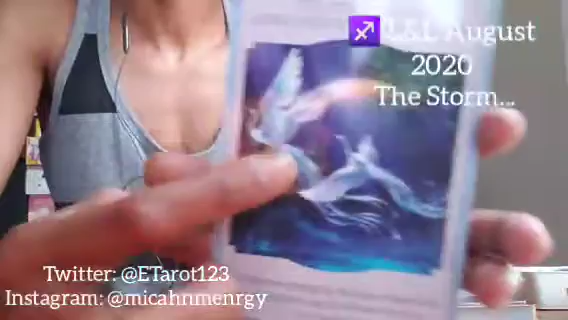 ♐ L&L August
2020
The Storm...
Twitter: @ETarot123
Instagram: @micahnmenrgy